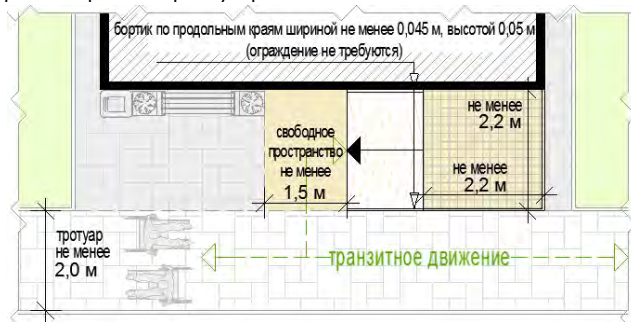 бортик по продольным краям шириной не менее 0,045 м, высотой 0,05 м
(ограждение не требуются)
не менее
2,2 м
свободное
пространство
не менее
1,5 м
не менее
2,2 м
тротуар
не менее
2,0 м
транзитное движение